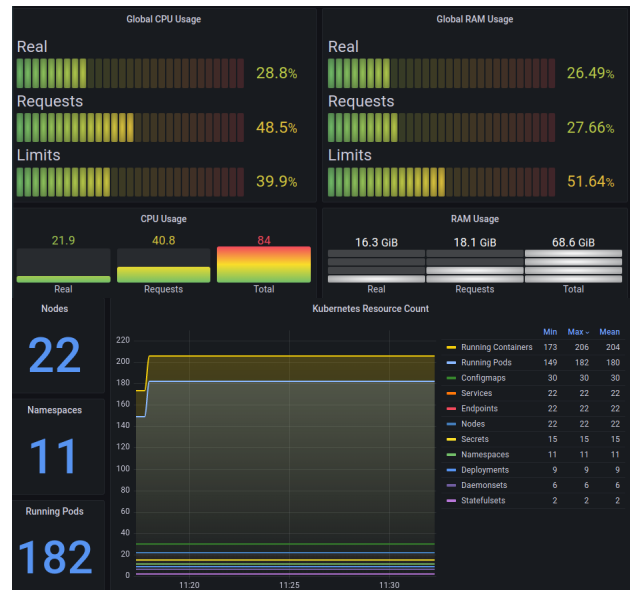 Global CPU Usage
Real
28.8%
Requests
48.5%
Limits
39.9%
Global RAM Usage
Real
26.49%
Requests
27.66%
Limits
51.64%
CPU Usage
21.9 40.8 84
Real Requests Total
RAM Usage
16.3 GiB 18.1 GiB 68.6 GiB
Real Requests Total
Nodes
22
Namespaces
11
Running Pods
182
Kubernetes Resource Count
220
200
180
160
140
120
100
80
60
40
20
0
11:20 11:25 11:30
Min Max Mean
Running Containers 173 206 204
Running Pods 149 182 180
Configmaps 30 30 30
Services 22 22 22
Endpoints 22 22 22
Nodes 22 22 22
Secrets 15 15 15
Namespaces 11 11 11
Deployments 9 9 9
Daemonsets 6 6 6
Statefulsets 2 2 2